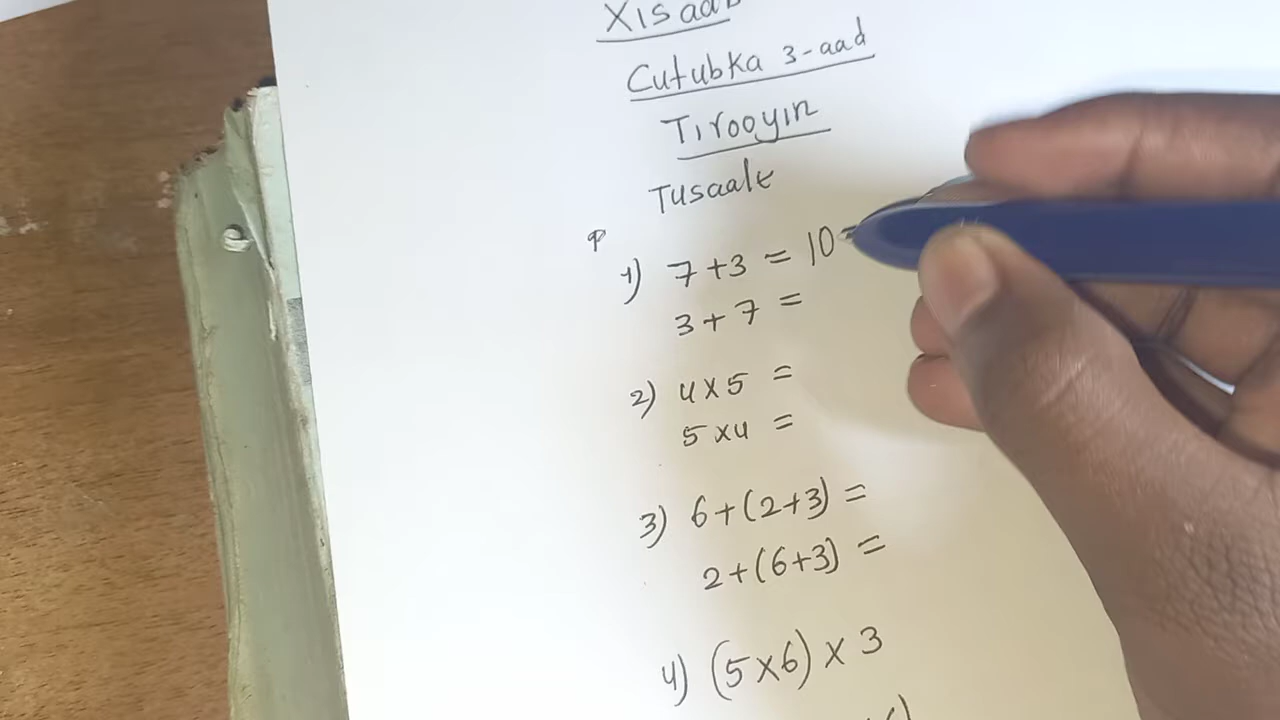 Xisaab
Cutubka 3-aad
Tirooyin
Tusaale
1) 7+3 = 10
3+7 =
2) 4x5 =
5x4 =
3) 6+(2+3) =
2+(6+3) =
4) (5x6) x 3